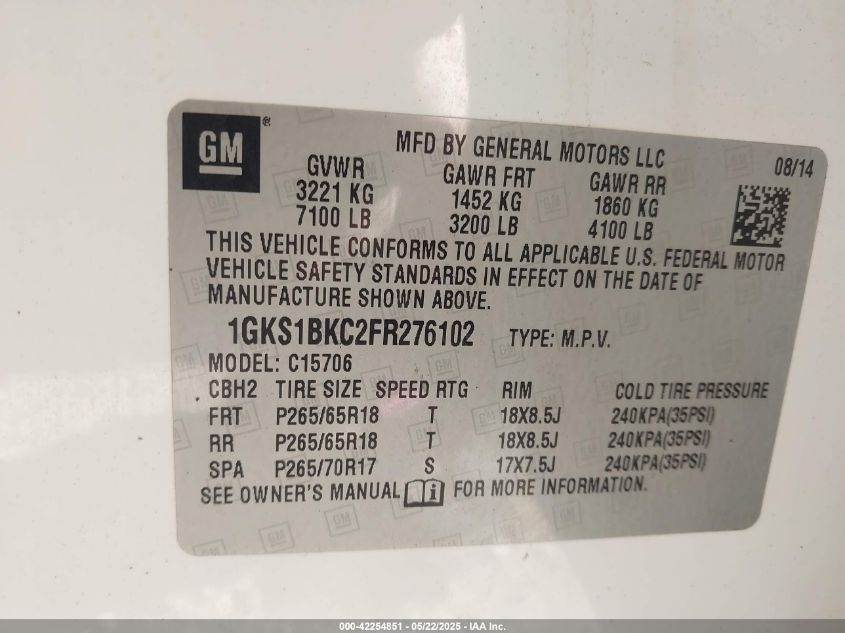 GM®
MFD BY GENERAL MOTORS LLC
08/14
GVWR GAWR FRT GAWR RR
3221 KG 1452 KG 1860 KG
7100 LB 3200 LB 4100 LB
THIS VEHICLE CONFORMS TO ALL APPLICABLE U.S. FEDERAL MOTOR
VEHICLE SAFETY STANDARDS IN EFFECT ON THE DATE OF
MANUFACTURE SHOWN ABOVE.
1GKS1BKC2FR276102 TYPE: M.P.V.
MODEL: C15706
CBH2 TIRE SIZE SPEED RTG RIM COLD TIRE PRESSURE
FRT P265/65R18 T 18X8.5J 240KPA(35PSI)
RR P265/65R18 T 18X8.5J 240KPA(35PSI)
SPA P265/70R17 S 17X7.5J 240KPA(35PSI)
SEE OWNER'S MANUAL FOR MORE INFORMATION.
000-42254851 - 05/22/2025 - IAA Inc.